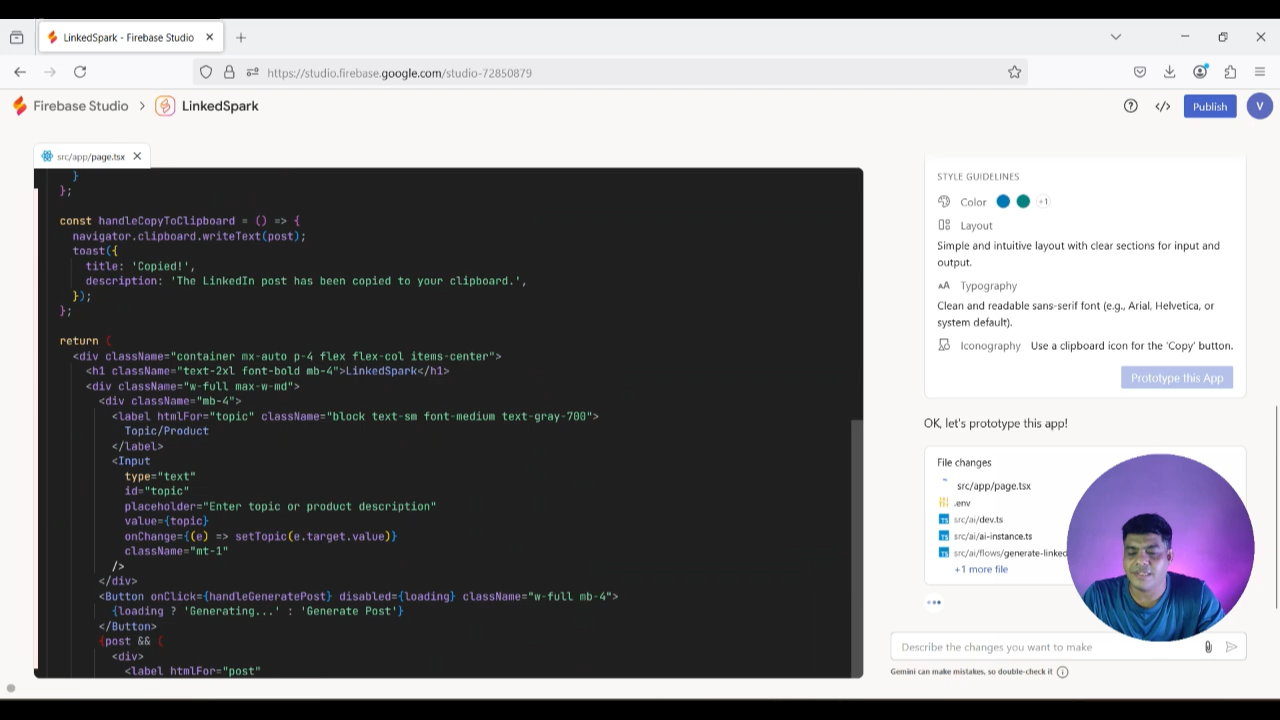 LinkedSpark - Firebase Studio
https://studio.firebase.google.com/studio-72850879
Firebase Studio > LinkedSpark
Publish
V
src/app/page.tsx
}
};
const handleCopyToClipboard = () => {
navigator.clipboard.writeText(post);
toast({
title: 'Copied!',
description: 'The LinkedIn post has been copied to your clipboard.',
});
};
return (
<div className="container mx-auto p-4 flex flex-col items-center">
<h1 className="text-2xl font-bold mb-4">LinkedSpark</h1>
<div className="w-full max-w-md">
<div className="mb-4">
<label htmlFor="topic" className="block text-sm font-medium text-gray-700">
Topic/Product
</label>
<Input
type="text"
id="topic"
placeholder="Enter topic or product description"
value={topic}
onChange={(e) => setTopic(e.target.value)}
className="mt-1"
/>
</div>
<Button onClick={handleGeneratePost} disabled={loading} className="w-full mb-4">
{loading ? 'Generating...' : 'Generate Post'}
</Button>
{post && (
<div>
<label htmlFor="post"
STYLE GUIDELINES
Color +1
Layout
Simple and intuitive layout with clear sections for input and
output.
AA Typography
Clean and readable sans-serif font (e.g., Arial, Helvetica, or
system default).
Iconography Use a clipboard icon for the 'Copy' button.
Prototype this App
OK, let's prototype this app!
File changes
src/app/page.tsx
.env
TS src/ai/dev.ts
TS src/ai/ai-instance.ts
TS src/ai/flows/generate-linked
+1 more file
Describe the changes you want to make
Gemini can make mistakes, so double-check it